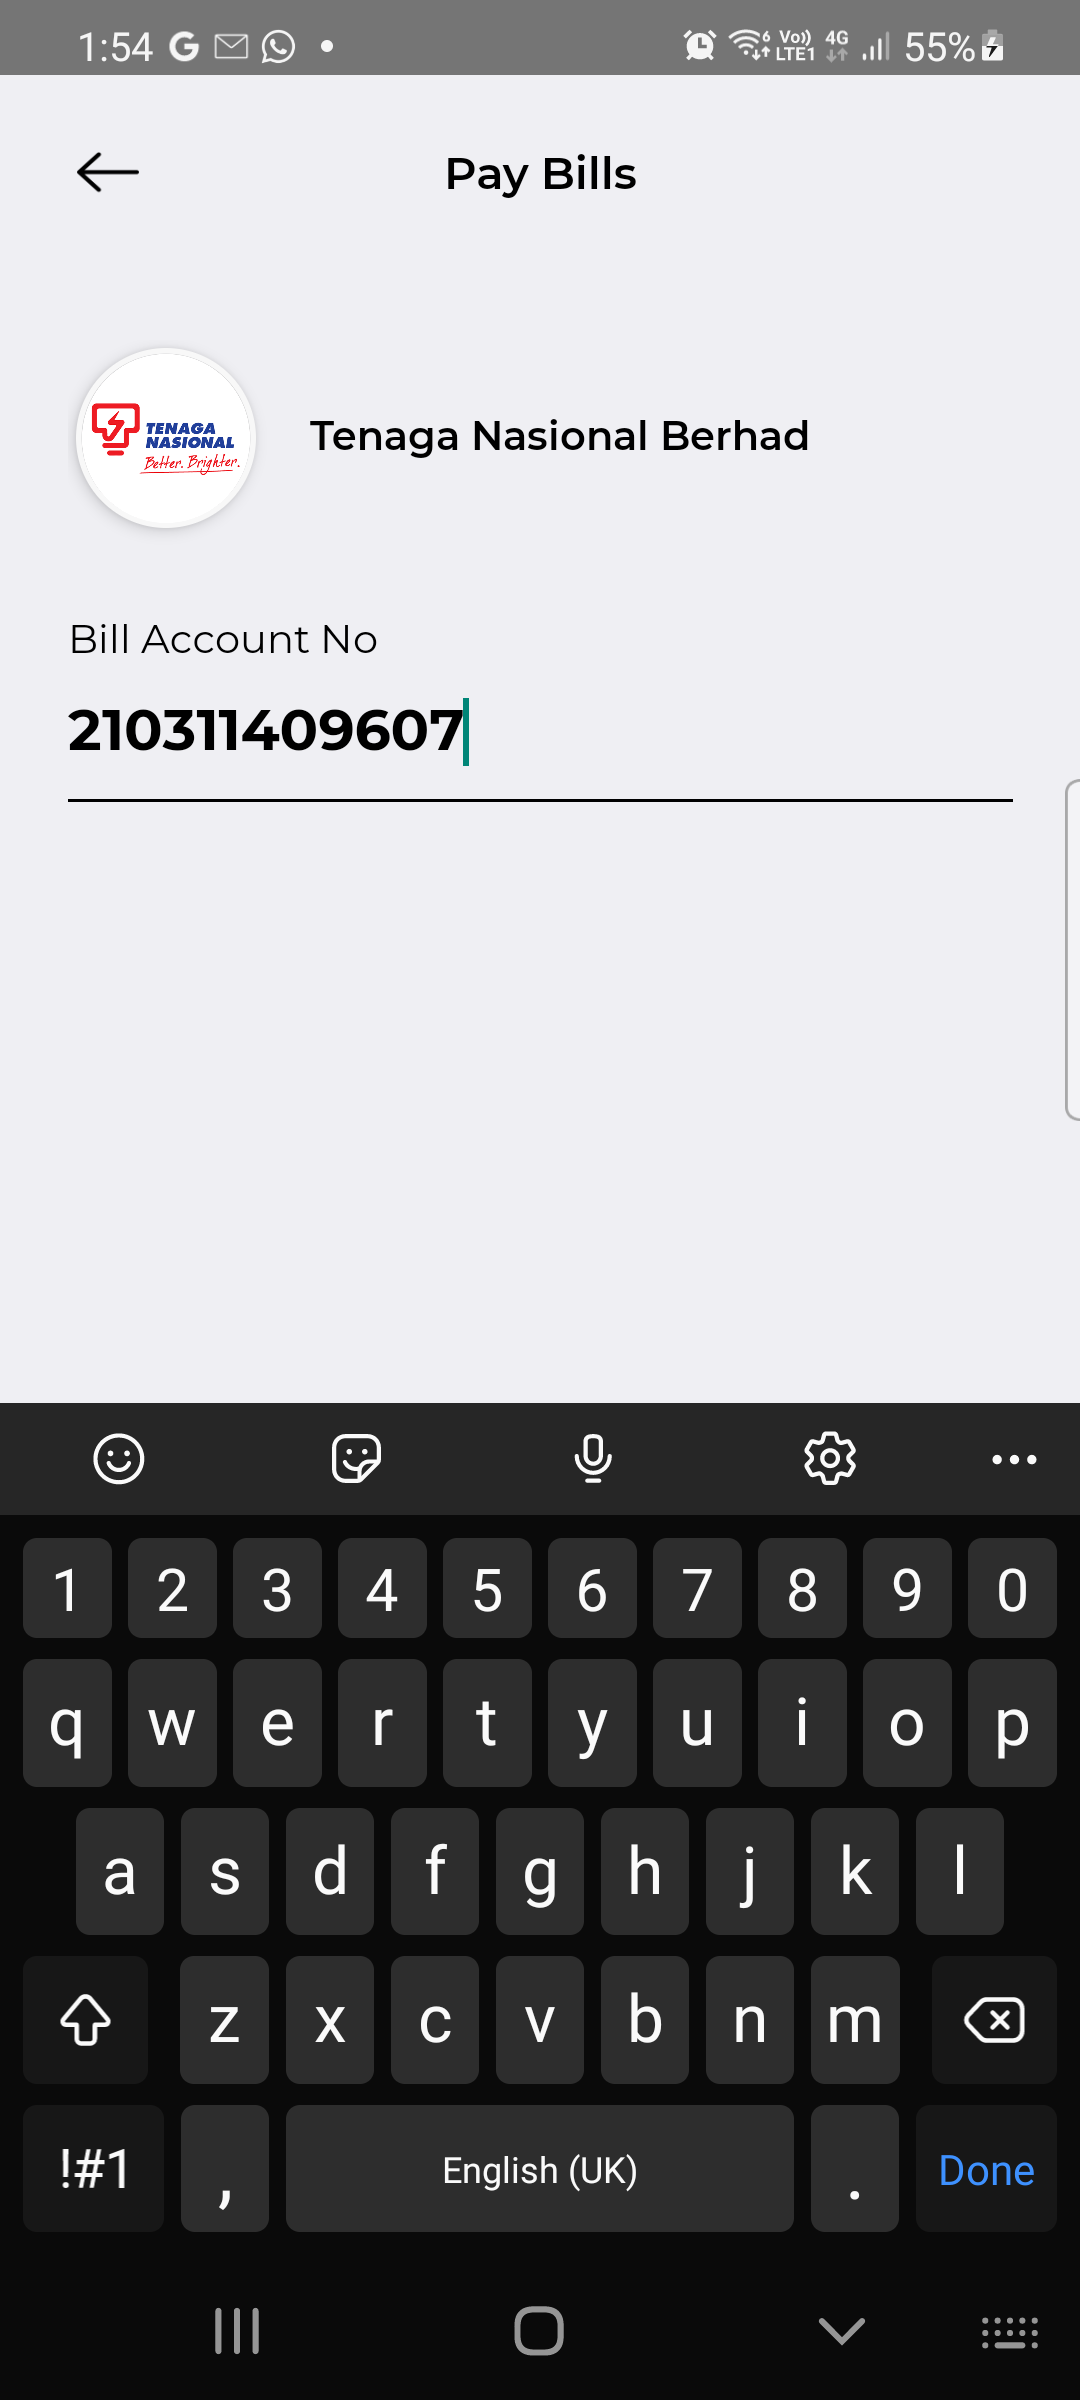 1:54
6 Vo)) LTE1 4G 55%
Pay Bills
TENAGA
NASIONAL
Better. Brighter.
Tenaga Nasional Berhad
Bill Account No
210311409607
1 2 3 4 5 6 7 8 9 0
q w e r t y u i o p
a s d f g h j k l
z x c v b n m
!#1 , English (UK) . Done